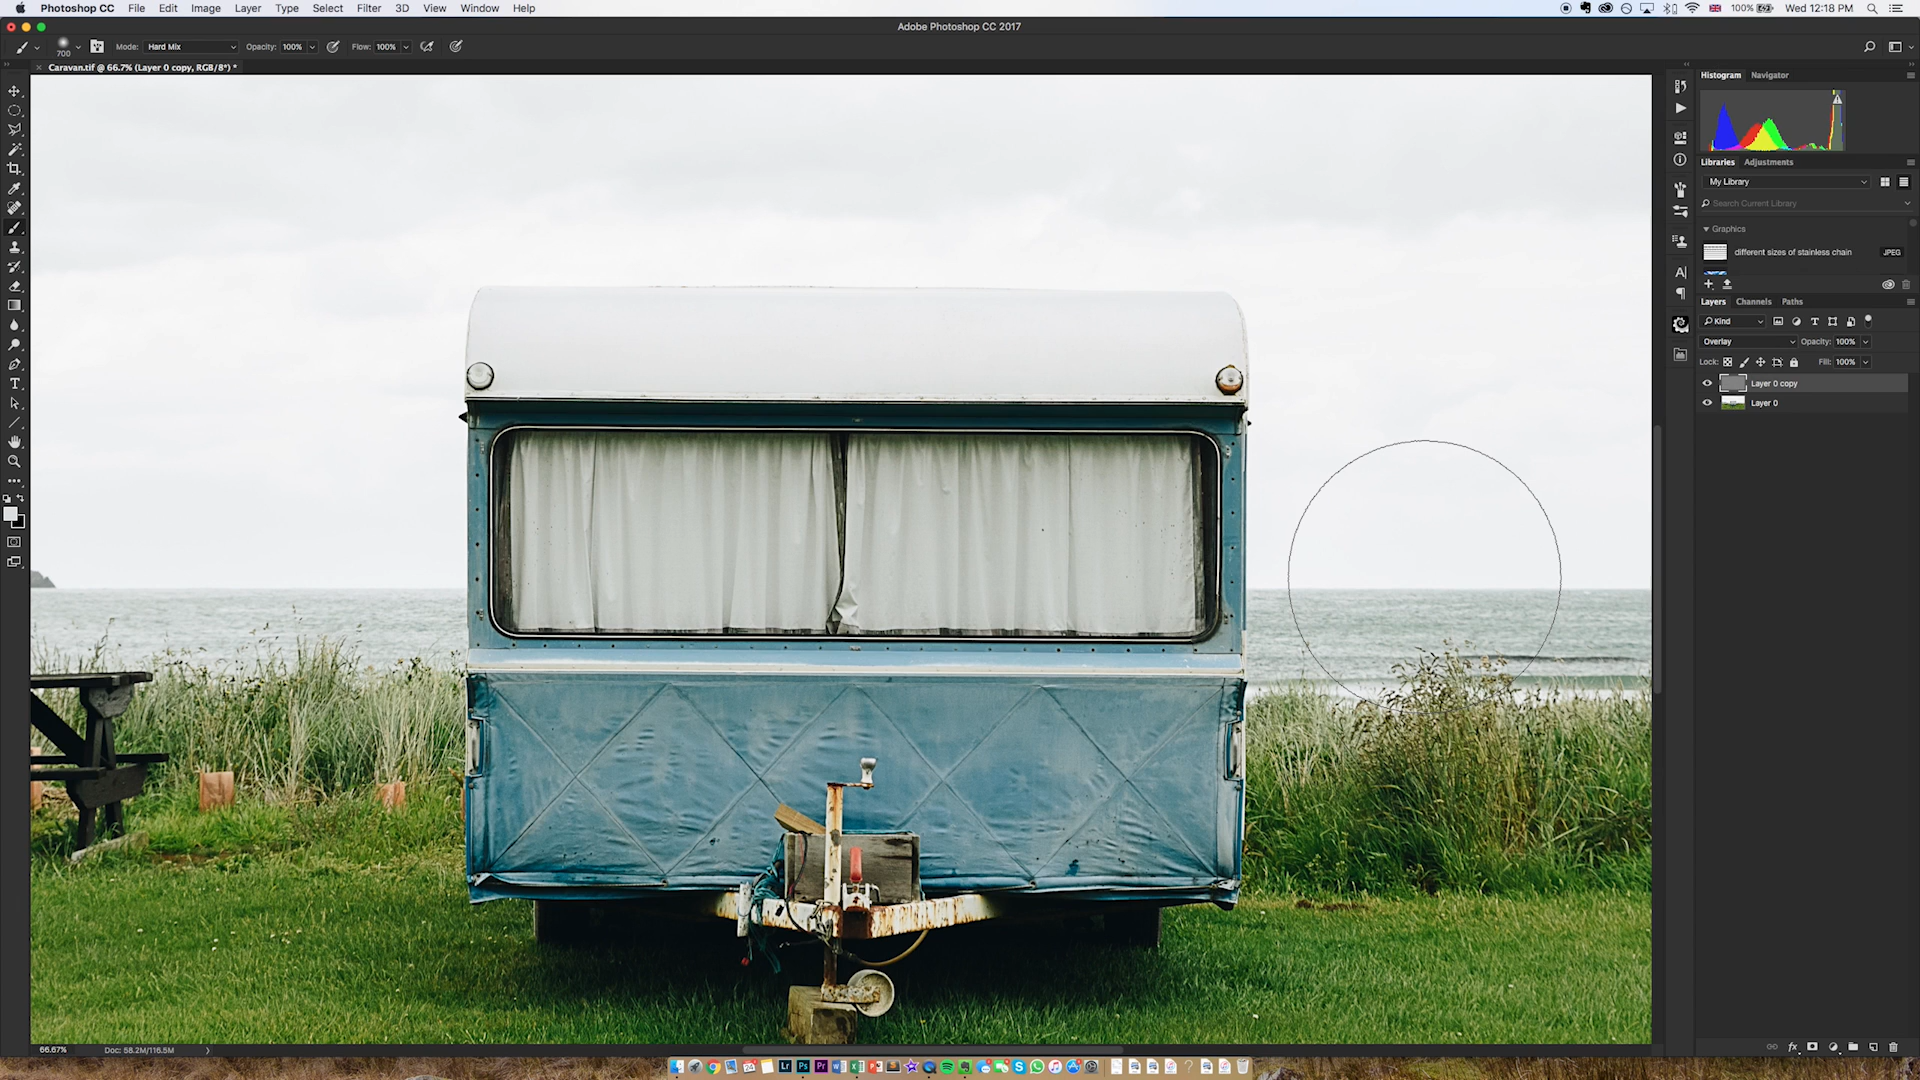 Photoshop CC File Edit Image Layer Type Select Filter 3D View Window Help
100% Wed 12:18 PM
Adobe Photoshop CC 2017
700 Mode: Hard Mix Opacity: 100% Flow: 100%
Caravan.tif @ 66.7% (Layer 0 copy, RGB/8*) *
Histogram Navigator
Libraries Adjustments
My Library
Search Current Library
Graphics
different sizes of stainless chain JPEG
Layers Channels Paths
Kind
Overlay Opacity: 100%
Lock: Fill: 100%
Layer 0 copy
Layer 0
66.67% Doc: 58.2M/116.5M
Lr Ps Pr